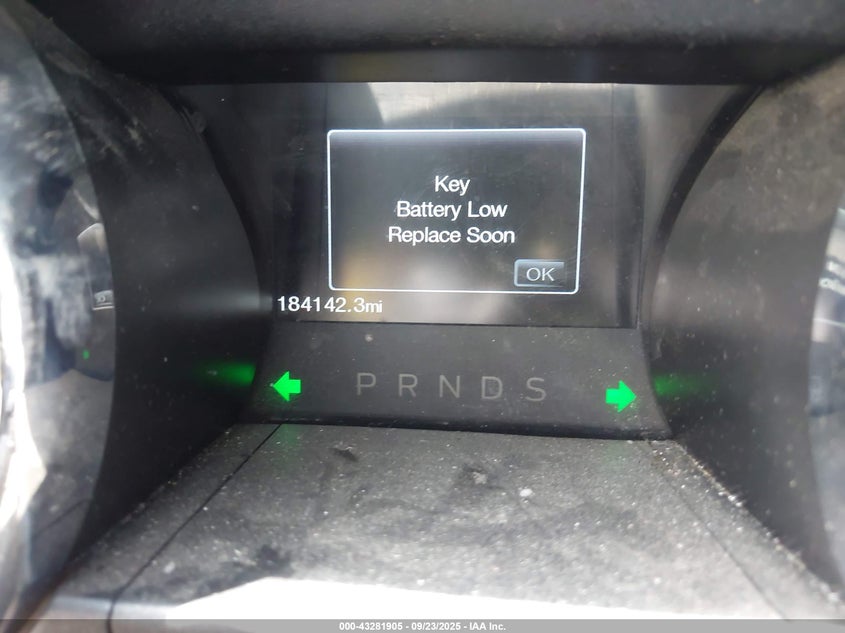 Key
Battery Low
Replace Soon
OK
184142.3mi
P R N D S
000-43281905 - 09/23/2025 - IAA Inc.